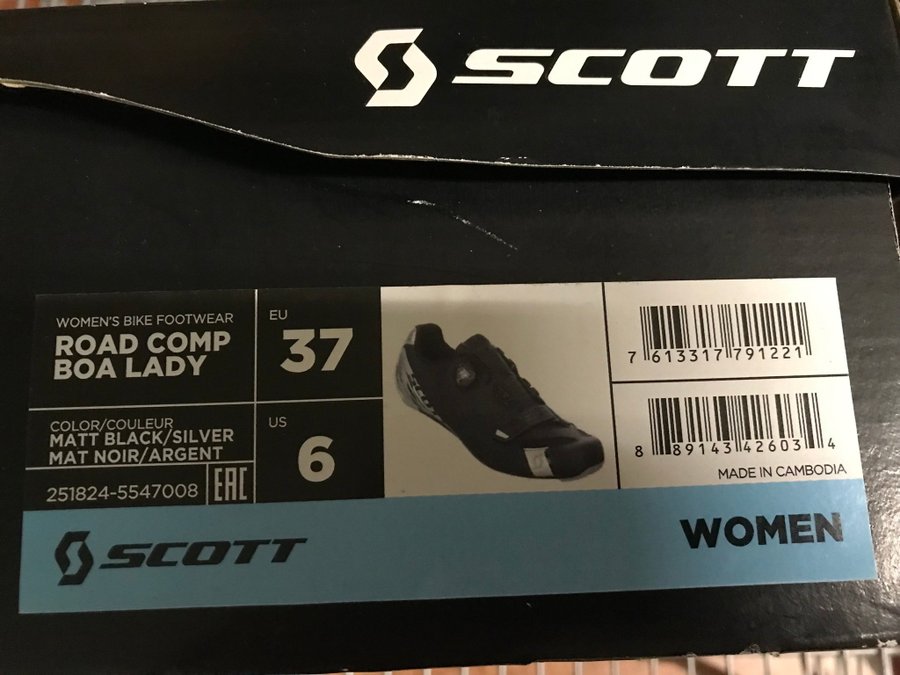 SCOTT
WOMEN'S BIKE FOOTWEAR
ROAD COMP
BOA LADY
EU
37
COLOR/COULEUR
MATT BLACK/SILVER
MAT NOIR/ARGENT
251824-5547008
EAC
US
6
SCOTT
7 613317 791221
8 89143 42603 4
MADE IN CAMBODIA
SCOTT
WOMEN